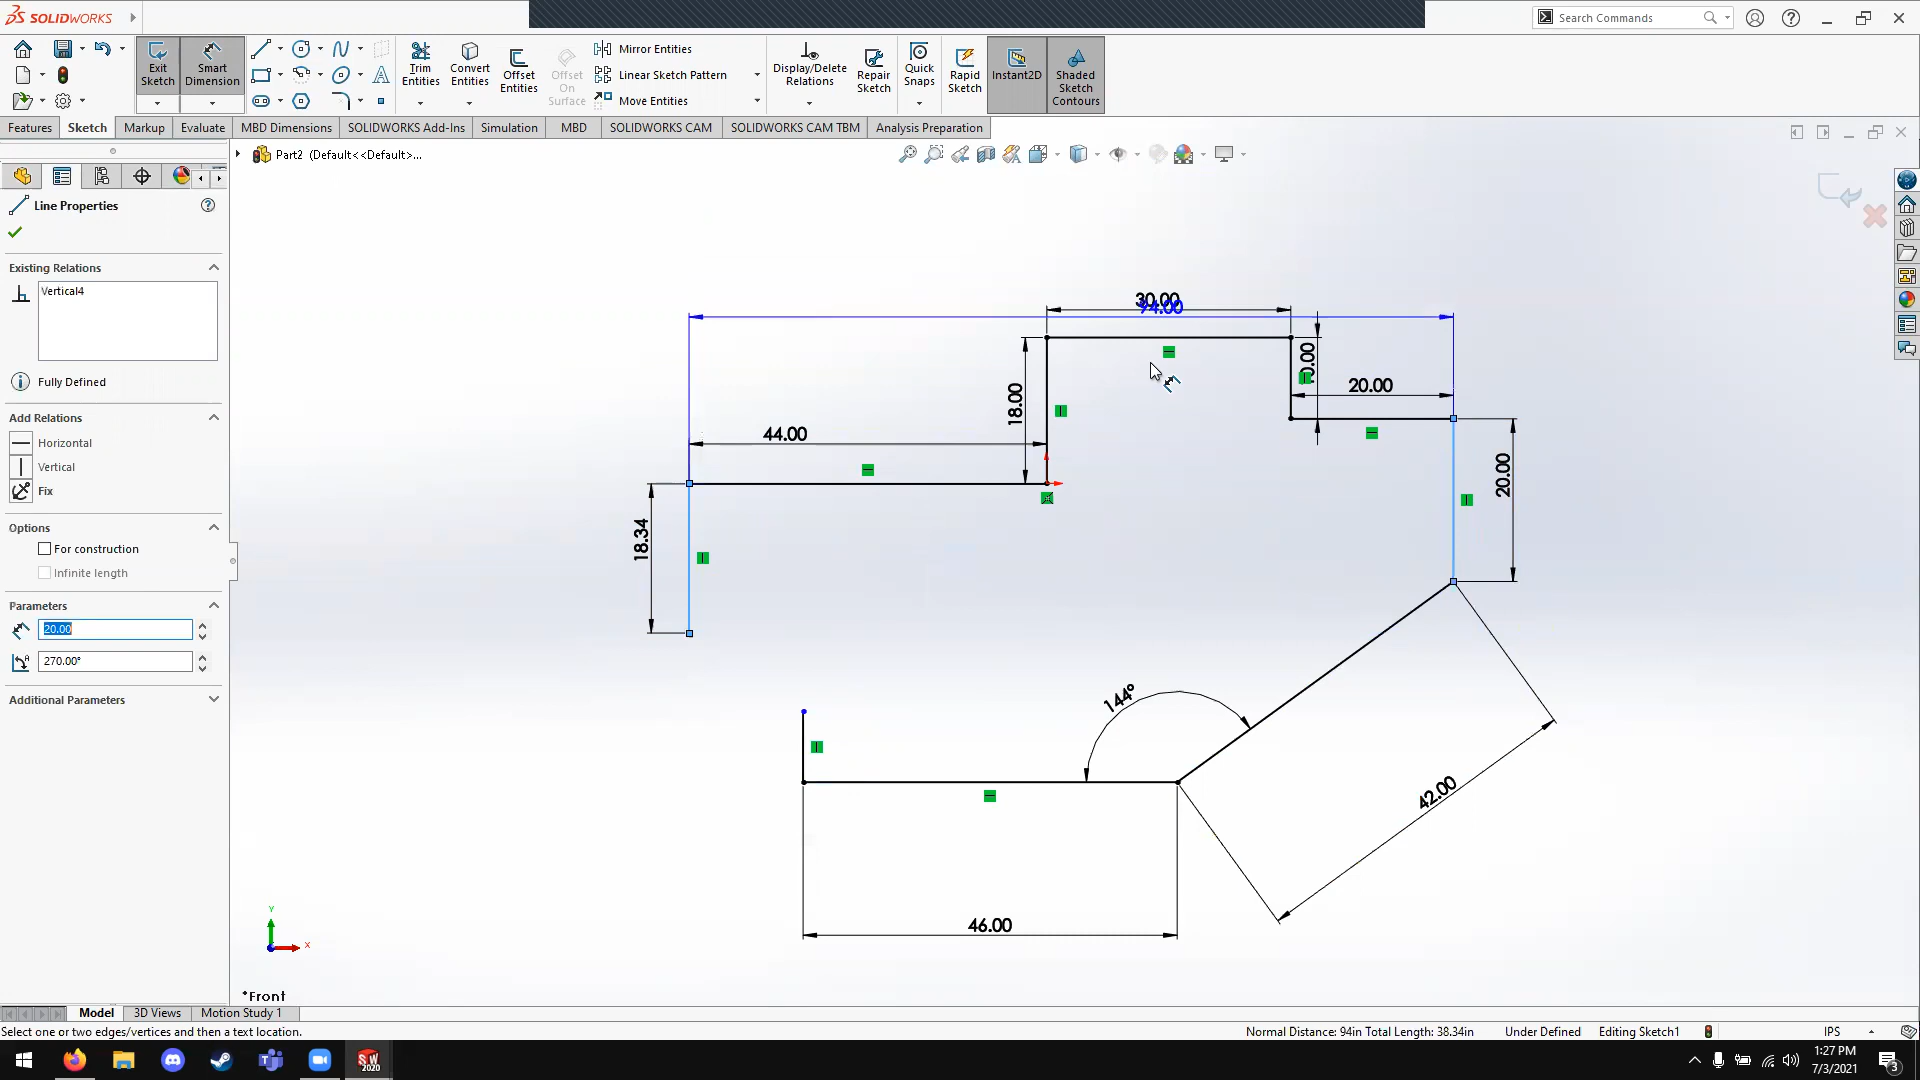 SOLIDWORKS
Search Commands
Exit Sketch
Smart Dimension
Trim Entities
Convert Entities
Offset Entities
Offset On Surface
Mirror Entities
Linear Sketch Pattern
Move Entities
Display/Delete Relations
Repair Sketch
Quick Snaps
Rapid Sketch
Instant2D
Shaded Sketch Contours
Features
Sketch
Markup
Evaluate
MBD Dimensions
SOLIDWORKS Add-Ins
Simulation
MBD
SOLIDWORKS CAM
SOLIDWORKS CAM TBM
Analysis Preparation
Part2 (Default<<Default>...
Line Properties
Existing Relations
Vertical4
Fully Defined
Add Relations
Horizontal
Vertical
Fix
Options
For construction
Infinite length
Parameters
20.00
270.00°
Additional Parameters
30.00
94.00
18.00
20.00
44.00
20.00
18.34
144°
42.00
46.00
Y
X
*Front
Model
3D Views
Motion Study 1
Select one or two edges/vertices and then a text location.
Normal Distance: 94in Total Length: 38.34in
Under Defined
Editing Sketch1
IPS
SW 2020
1:27 PM
7/3/2021
3